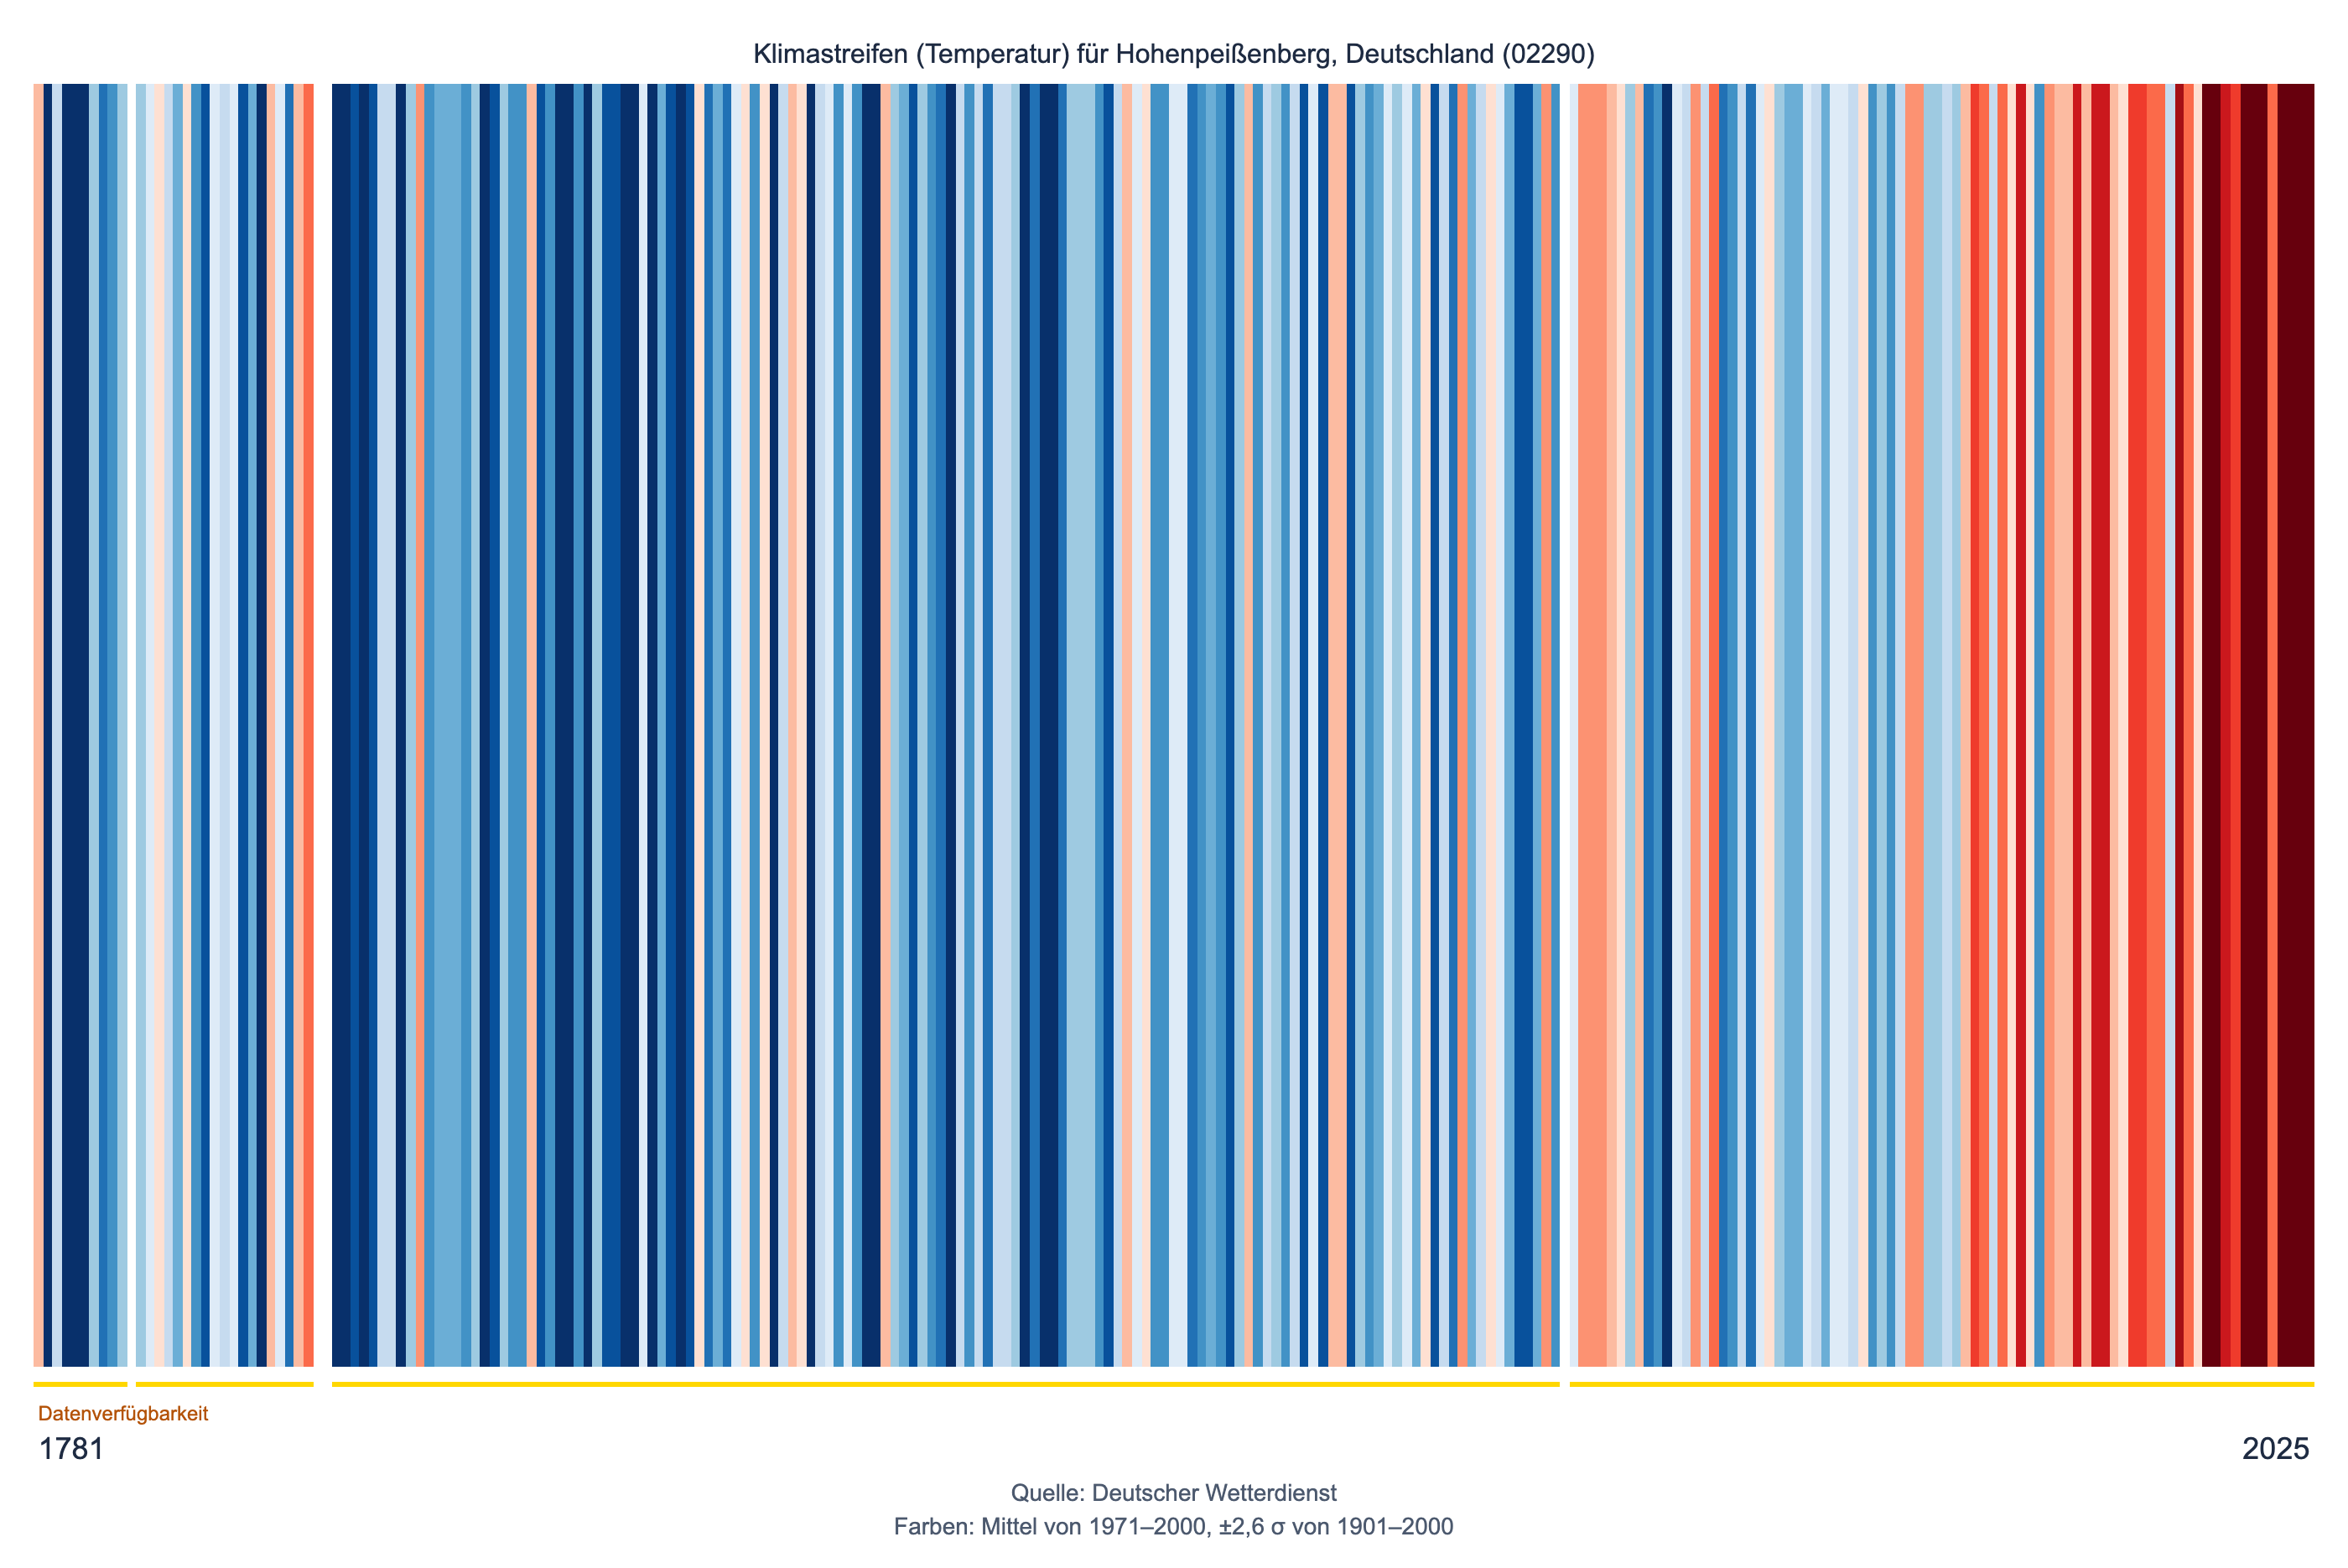 Klimastreifen (Temperatur) für Hohenpeißenberg, Deutschland (02290)
Datenverfügbarkeit
1781
2025
Quelle: Deutscher Wetterdienst
Farben: Mittel von 1971–2000, ±2,6 σ von 1901–2000